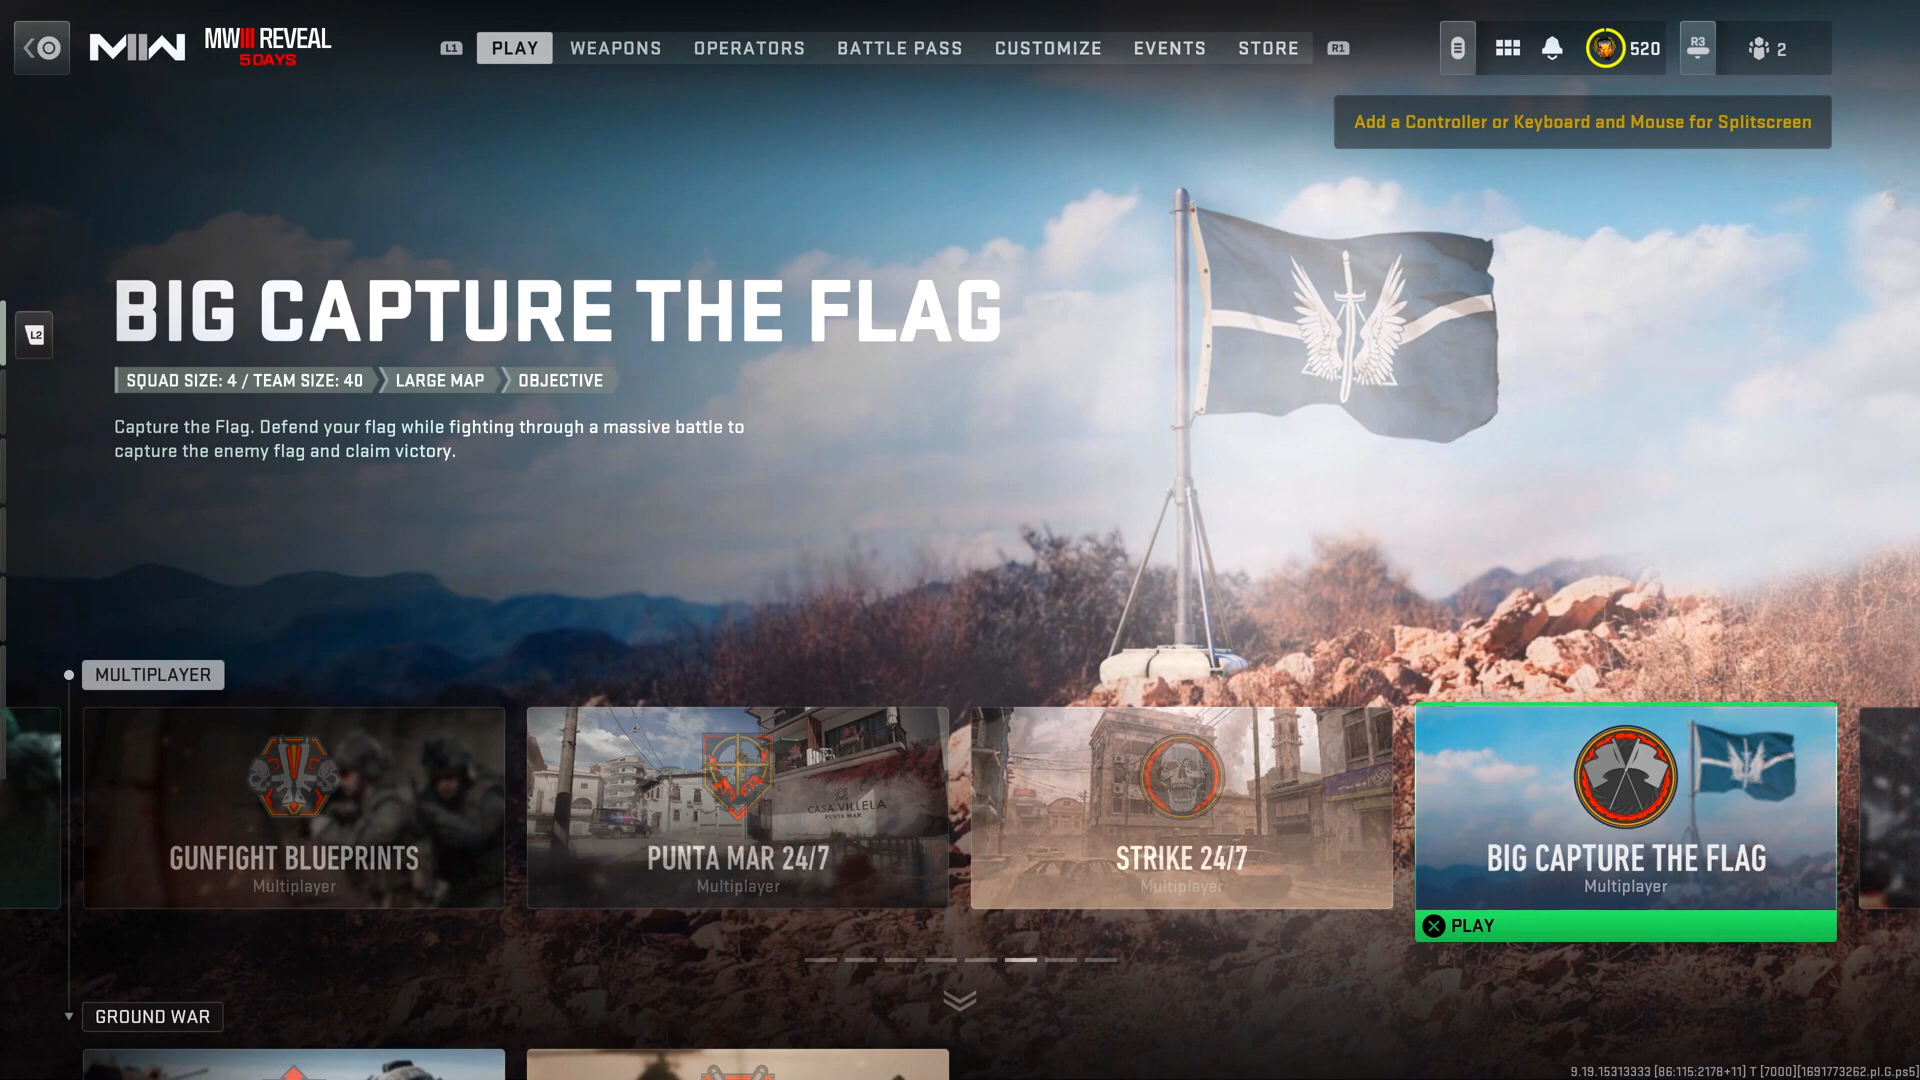 MWII
MWIII REVEAL
5 DAYS
L1
PLAY
WEAPONS
OPERATORS
BATTLE PASS
CUSTOMIZE
EVENTS
STORE
R1
520
R3
2
Add a Controller or Keyboard and Mouse for Splitscreen
L2
BIG CAPTURE THE FLAG
SQUAD SIZE: 4 / TEAM SIZE: 40
LARGE MAP
OBJECTIVE
Capture the Flag. Defend your flag while fighting through a massive battle to
capture the enemy flag and claim victory.
MULTIPLAYER
GUNFIGHT BLUEPRINTS
Multiplayer
CASA VILLELA
PUNTA MAR
PUNTA MAR 24/7
Multiplayer
STRIKE 24/7
Multiplayer
BIG CAPTURE THE FLAG
Multiplayer
PLAY
GROUND WAR
9.19.15313333 [86:115:2178+11] T [7000][1691773262.pl.G.ps5]